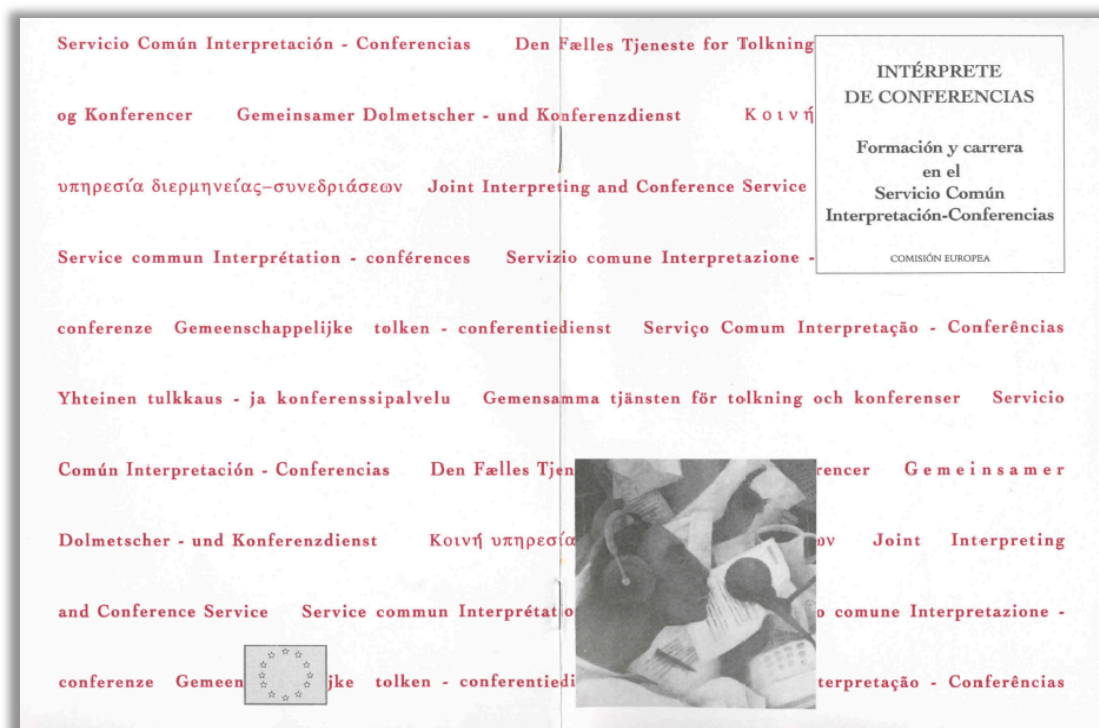 Servicio Común Interpretación - Conferencias Den Fælles Tjeneste for Tolkning
og Konferencer Gemeinsamer Dolmetscher - und Konferenzdienst Κοινή
υπηρεσία διερμηνείας–συνεδριάσεων Joint Interpreting and Conference Service
Service commun Interprétation - conférences Servizio comune Interpretazione -
INTÉRPRETE
DE CONFERENCIAS
Formación y carrera
en el
Servicio Común
Interpretación-Conferencias
COMISIÓN EUROPEA
conferenze Gemeenschappelijke tolken - conferentiedienst Serviço Comum Interpretação - Conferências
Yhteinen tulkkaus - ja konferenssipalvelu Gemensamma tjänsten för tolkning och konferenser Servicio
Común Interpretación - Conferencias Den Fælles Tjen rencer Gemeinsamer
Dolmetscher - und Konferenzdienst Κοινή υπηρεσία ων Joint Interpreting
and Conference Service Service commun Interprétatio o comune Interpretazione -
conferenze Gemeen jke tolken - conferentiedi terpretação - Conferências